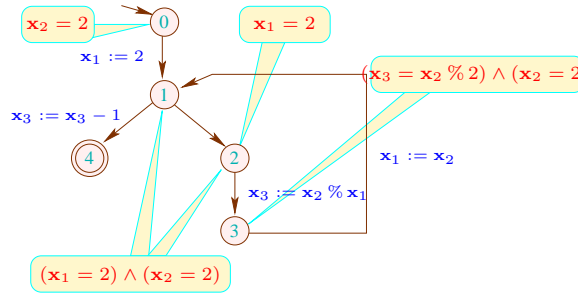 x₂ = 2
0
x₁ = 2
x₁ := 2
(x₃ = x₂ % 2) ∧ (x₂ = 2
1
x₃ := x₃ − 1
4
2
x₁ := x₂
x₃ := x₂ % x₁
3
(x₁ = 2) ∧ (x₂ = 2)